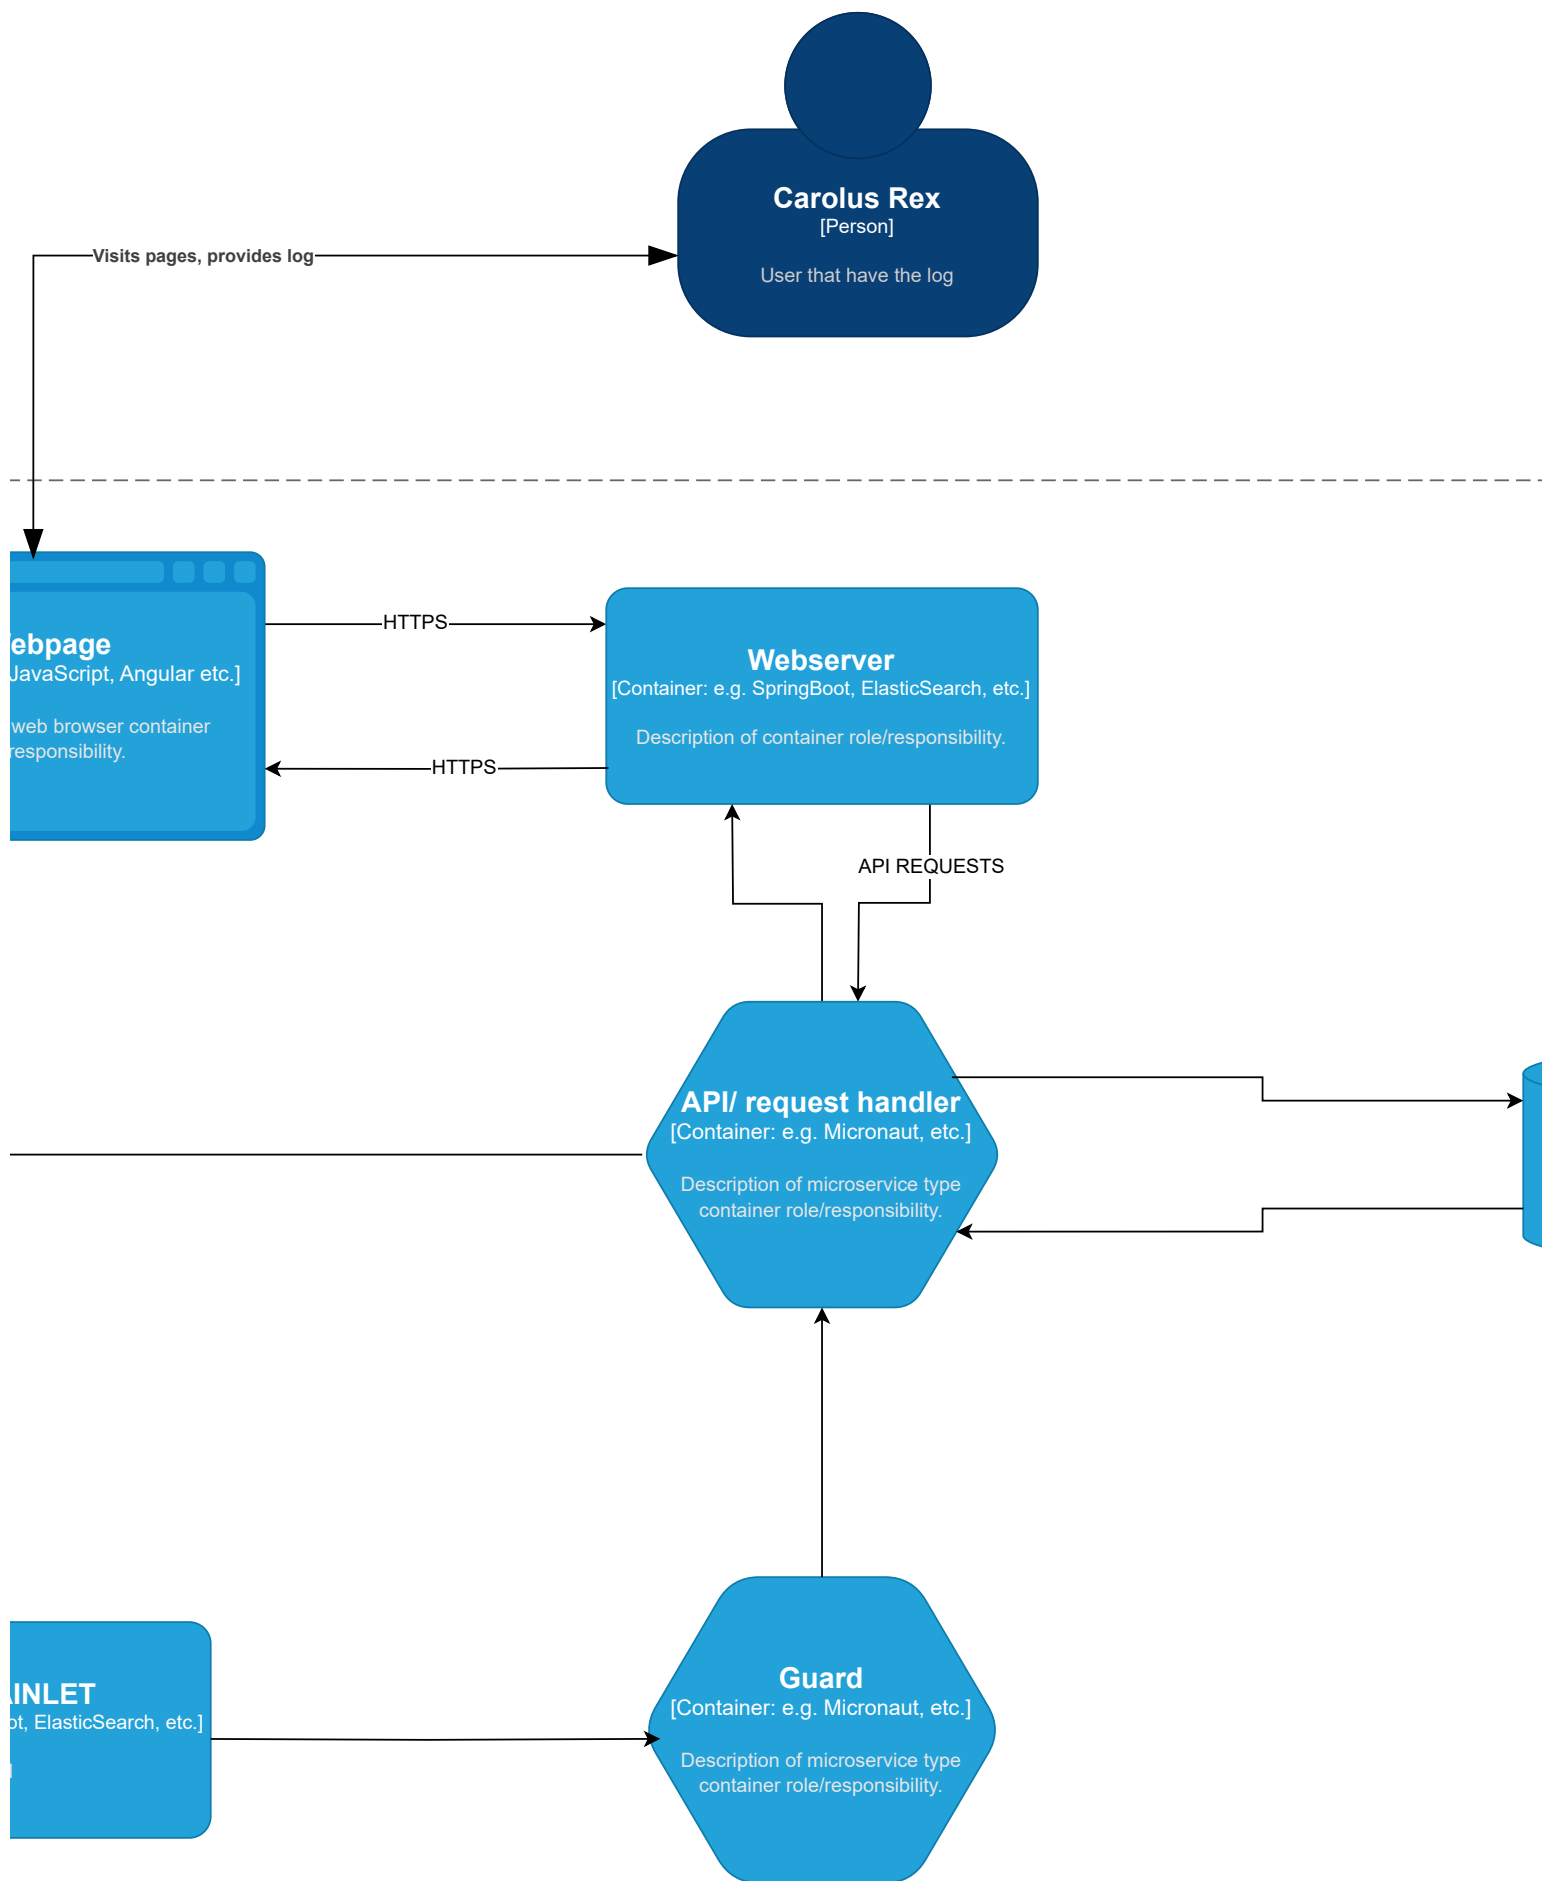 Carolus Rex
[Person]
User that have the log
Visits pages, provides log
HTTPS
JavaScript, Angular etc.]
web browser container
responsibility.
HTTPS
Webserver
[Container: e.g. SpringBoot, ElasticSearch, etc.]
Description of container role/responsibility.
API REQUESTS
API/ request handler
[Container: e.g. Micronaut, etc.]
Description of microservice type
container role/responsibility.
ElasticSearch, etc.]
Guard
[Container: e.g. Micronaut, etc.]
Description of microservice type
container role/responsibility.